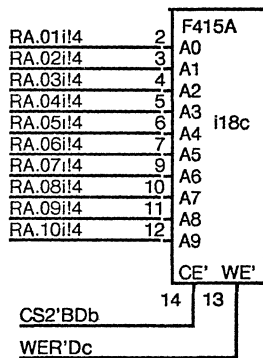 F415A
RA.01i!4 2 A0
RA.02i!4 3 A1
RA.03i!4 4 A2
RA.04i!4 5 A3
i18c
RA.05i!4 6 A4
RA.06i!4 7 A5
RA.07i!4 9 A6
RA.08i!4 10 A7
RA.09i!4 11 A8
RA.10i!4 12 A9
CE' WE'
14 13
CS2'BDb
WER'Dc